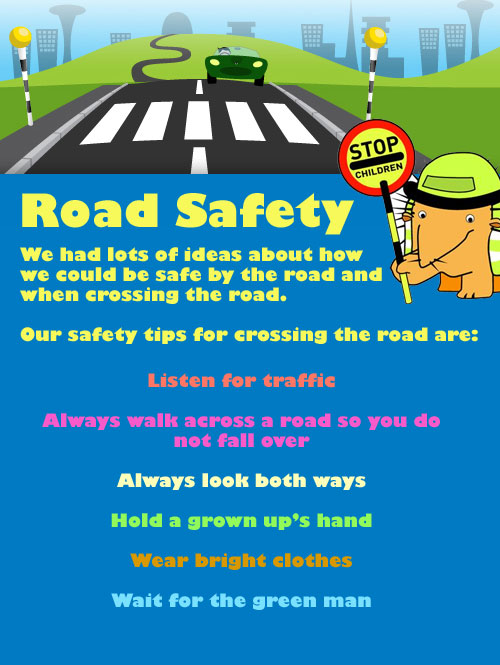 STOP
CHILDREN
Road Safety
We had lots of ideas about how
we could be safe by the road and
when crossing the road.
Our safety tips for crossing the road are:
Listen for traffic
Always walk across a road so you do
not fall over
Always look both ways
Hold a grown up's hand
Wear bright clothes
Wait for the green man